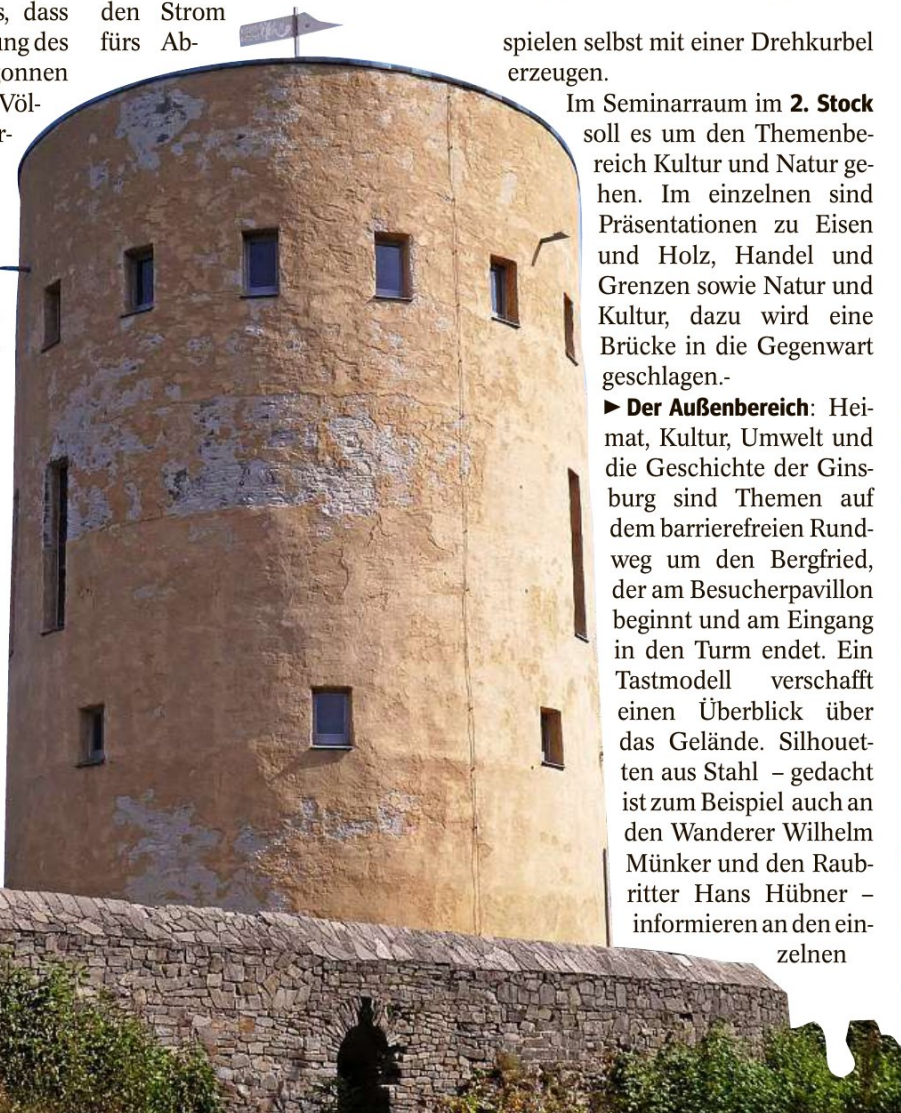 s, dass
ung des
onnen
Völ-
r-
den Strom
fürs Ab-
spielen selbst mit einer Drehkurbel
erzeugen.
Im Seminarraum im 2. Stock
soll es um den Themenbe-
reich Kultur und Natur ge-
hen. Im einzelnen sind
Präsentationen zu Eisen
und Holz, Handel und
Grenzen sowie Natur und
Kultur, dazu wird eine
Brücke in die Gegenwart
geschlagen.-
► Der Außenbereich: Hei-
mat, Kultur, Umwelt und
die Geschichte der Gins-
burg sind Themen auf
dem barrierefreien Rund-
weg um den Bergfried,
der am Besucherpavillon
beginnt und am Eingang
in den Turm endet. Ein
Tastmodell verschafft
einen Überblick über
das Gelände. Silhouet-
ten aus Stahl – gedacht
ist zum Beispiel auch an
den Wanderer Wilhelm
Münker und den Raub-
ritter Hans Hübner –
informieren an den ein-
zelnen